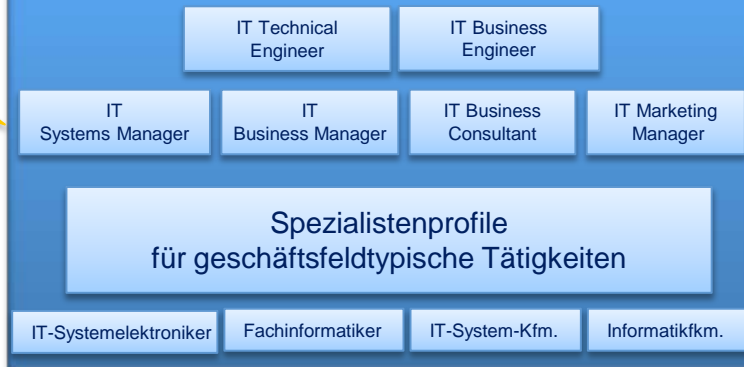 IT Technical
Engineer
IT Business
Engineer
IT
Systems Manager
IT
Business Manager
IT Business
Consultant
IT Marketing
Manager
Spezialistenprofile
für geschäftsfeldtypische Tätigkeiten
IT-Systemelektroniker
Fachinformatiker
IT-System-Kfm.
Informatikfkm.